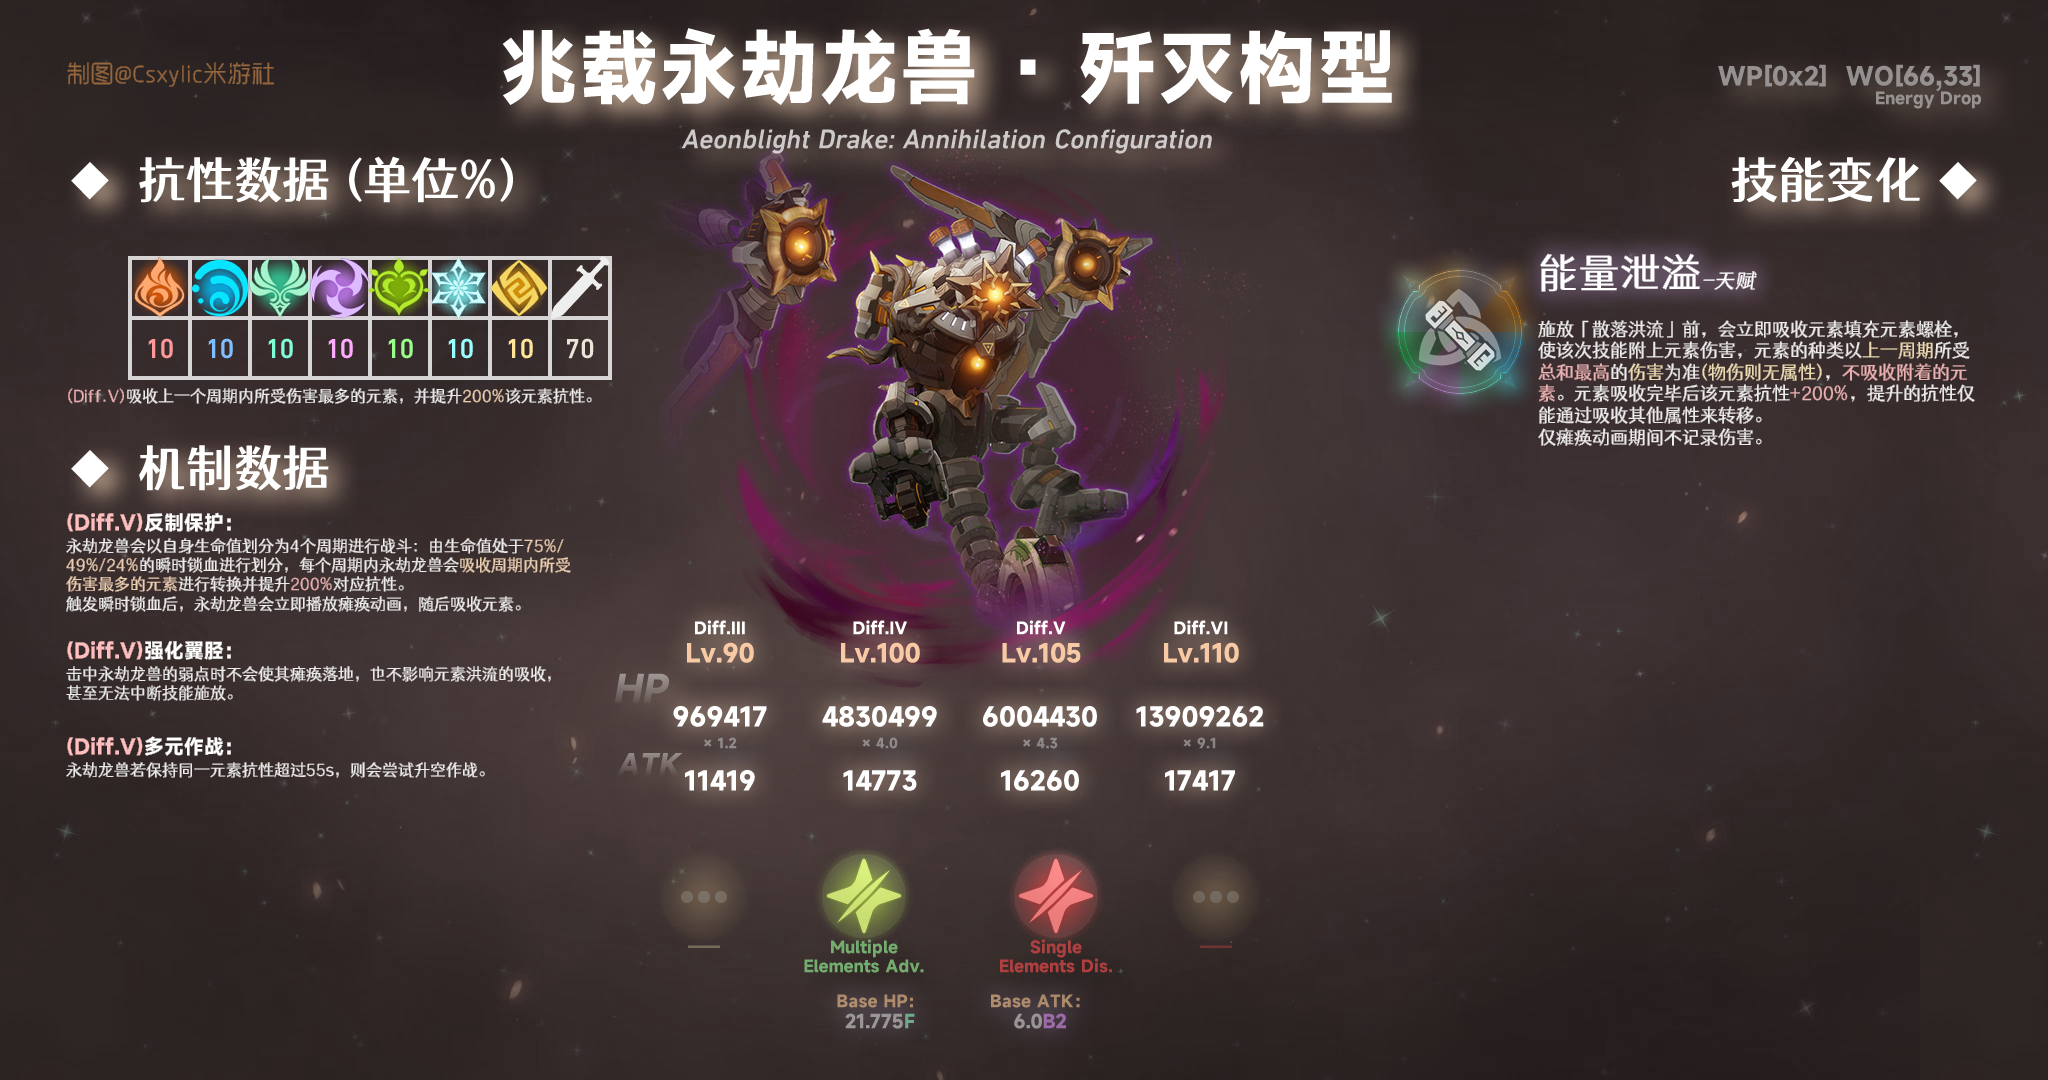 制图@Csxylic米游社
兆载永劫龙兽 · 歼灭构型
Aeonblight Drake: Annihilation Configuration
WP[0x2] WO[66,33]
Energy Drop
抗性数据 (单位%)
10 10 10 10 10 10 10 70
(Diff.V)吸收上一个周期内所受伤害最多的元素，并提升200%该元素抗性。
机制数据
(Diff.V)反制保护：
永劫龙兽会以自身生命值划分为4个周期进行战斗：由生命值处于75%/
49%/24%的瞬时锁血进行划分，每个周期内永劫龙兽会吸收周期内所受
伤害最多的元素进行转换并提升200%对应抗性。
触发瞬时锁血后，永劫龙兽会立即播放瘫痪动画，随后吸收元素。
(Diff.V)强化翼胫：
击中永劫龙兽的弱点时不会使其瘫痪落地，也不影响元素洪流的吸收，
甚至无法中断技能施放。
(Diff.V)多元作战：
永劫龙兽若保持同一元素抗性超过55s，则会尝试升空作战。
技能变化
能量泄溢-天赋
施放「散落洪流」前，会立即吸收元素填充元素螺栓，
使该次技能附上元素伤害，元素的种类以上一周期所受
总和最高的伤害为准(物伤则无属性)，不吸收附着的元
素。元素吸收完毕后该元素抗性+200%，提升的抗性仅
能通过吸收其他属性来转移。
仅瘫痪动画期间不记录伤害。
Diff.III Diff.IV Diff.V Diff.VI
Lv.90 Lv.100 Lv.105 Lv.110
HP
969417 4830499 6004430 13909262
× 1.2 × 4.0 × 4.3 × 9.1
ATK
11419 14773 16260 17417
Multiple
Elements Adv.
Single
Elements Dis.
Base HP:
21.775F
Base ATK:
6.0B2